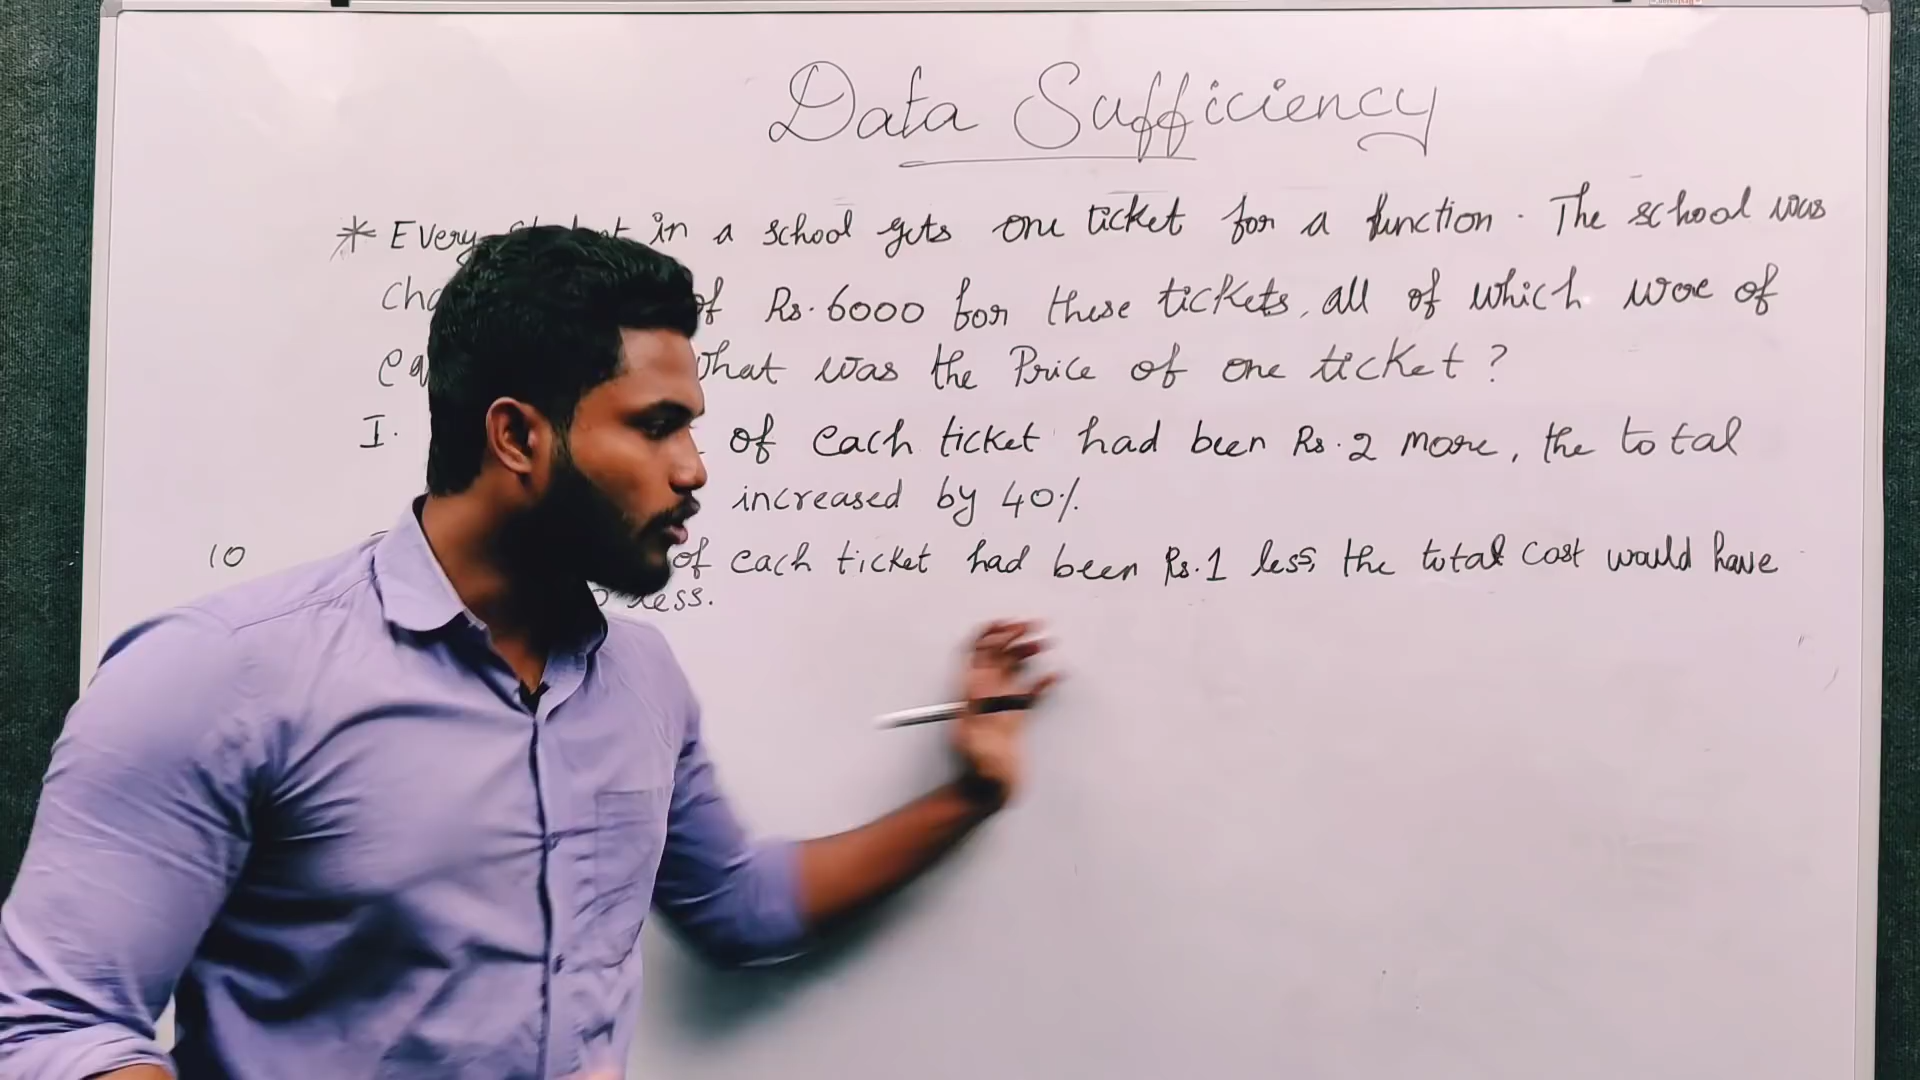 Data Sufficiency
* Every in a school gets one ticket for a function. The school was
of Rs. 6000 for these tickets, all of which were of
what was the Price of one ticket?
I. of each ticket had been Rs. 2 more, the total
increased by 40%.
10 of each ticket had been Rs. 1 less, the total cost would have
less.